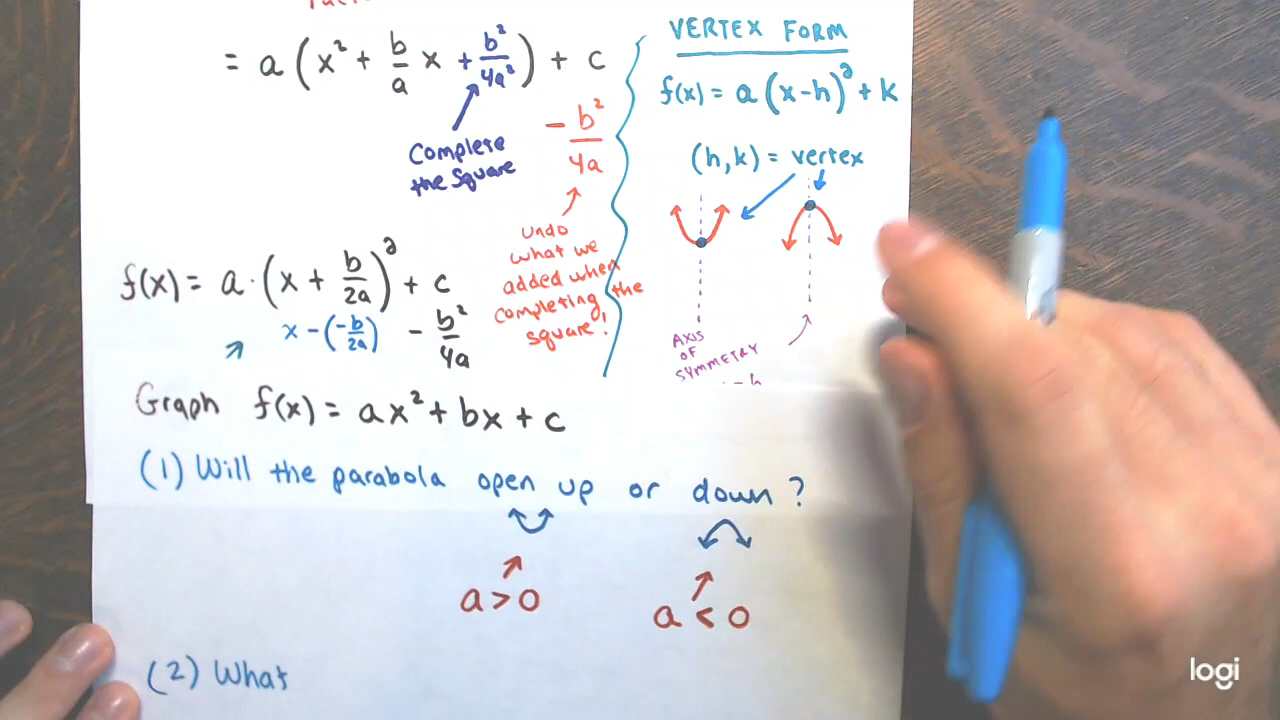 = a(x² + b/a x + b²/4a²) + c
Complete
the Square
- b²/4a
Undo
what we
added when
completing the
square!
f(x) = a·(x + b/2a)² + c
x - (-b/2a) - b²/4a
VERTEX FORM
f(x) = a(x-h)² + k
(h,k) = vertex
AXIS
OF
SYMMETRY
Graph f(x) = ax² + bx + c
(1) Will the parabola open up or down?
a > 0 a < 0
(2) What
logi